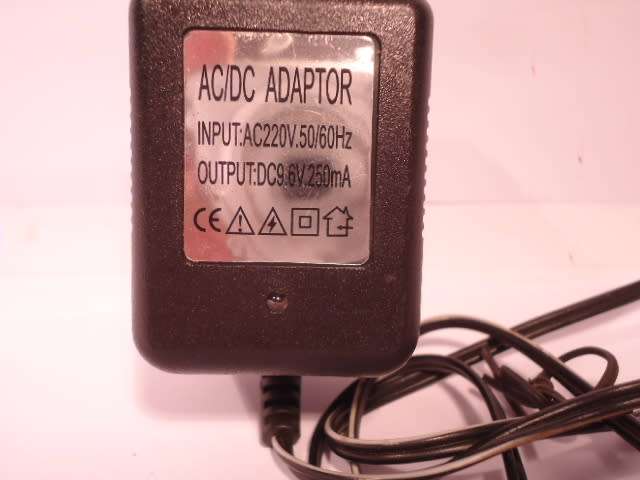 AC/DC ADAPTOR
INPUT:AC220V.50/60Hz
OUTPUT:DC9.6V.250mA
CE